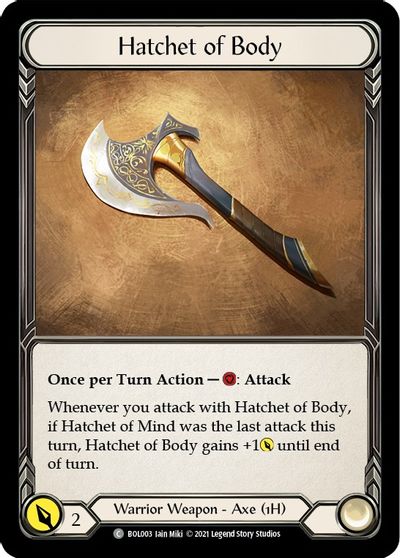 Hatchet of Body
Once per Turn Action — : Attack
Whenever you attack with Hatchet of Body,
if Hatchet of Mind was the last attack this
turn, Hatchet of Body gains +1 until end
of turn.
2
Warrior Weapon - Axe (1H)
C BOL003 Iain Miki © 2021 Legend Story Studios